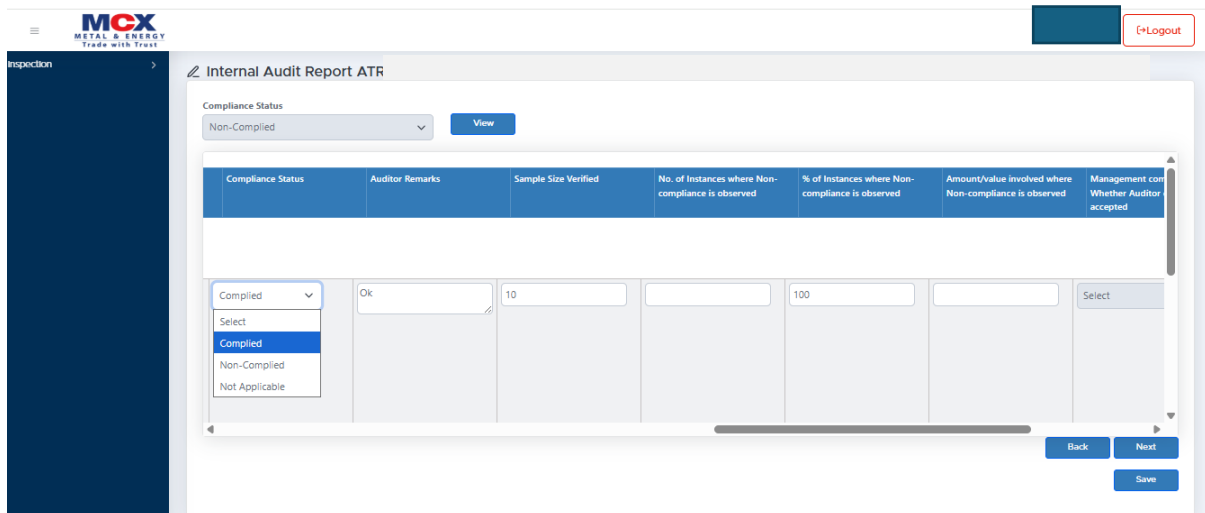 MCX
METAL & ENERGY
Trade with Trust
Logout
Inspection
Internal Audit Report ATR
Compliance Status
Non-Complied
View
Compliance Status
Auditor Remarks
Sample Size Verified
No. of Instances where Non-
compliance is observed
% of Instances where Non-
compliance is observed
Amount/value involved where
Non-compliance is observed
Management com
Whether Auditor
accepted
Complied
Ok
10
100
Select
Select
Complied
Non-Complied
Not Applicable
Back
Next
Save